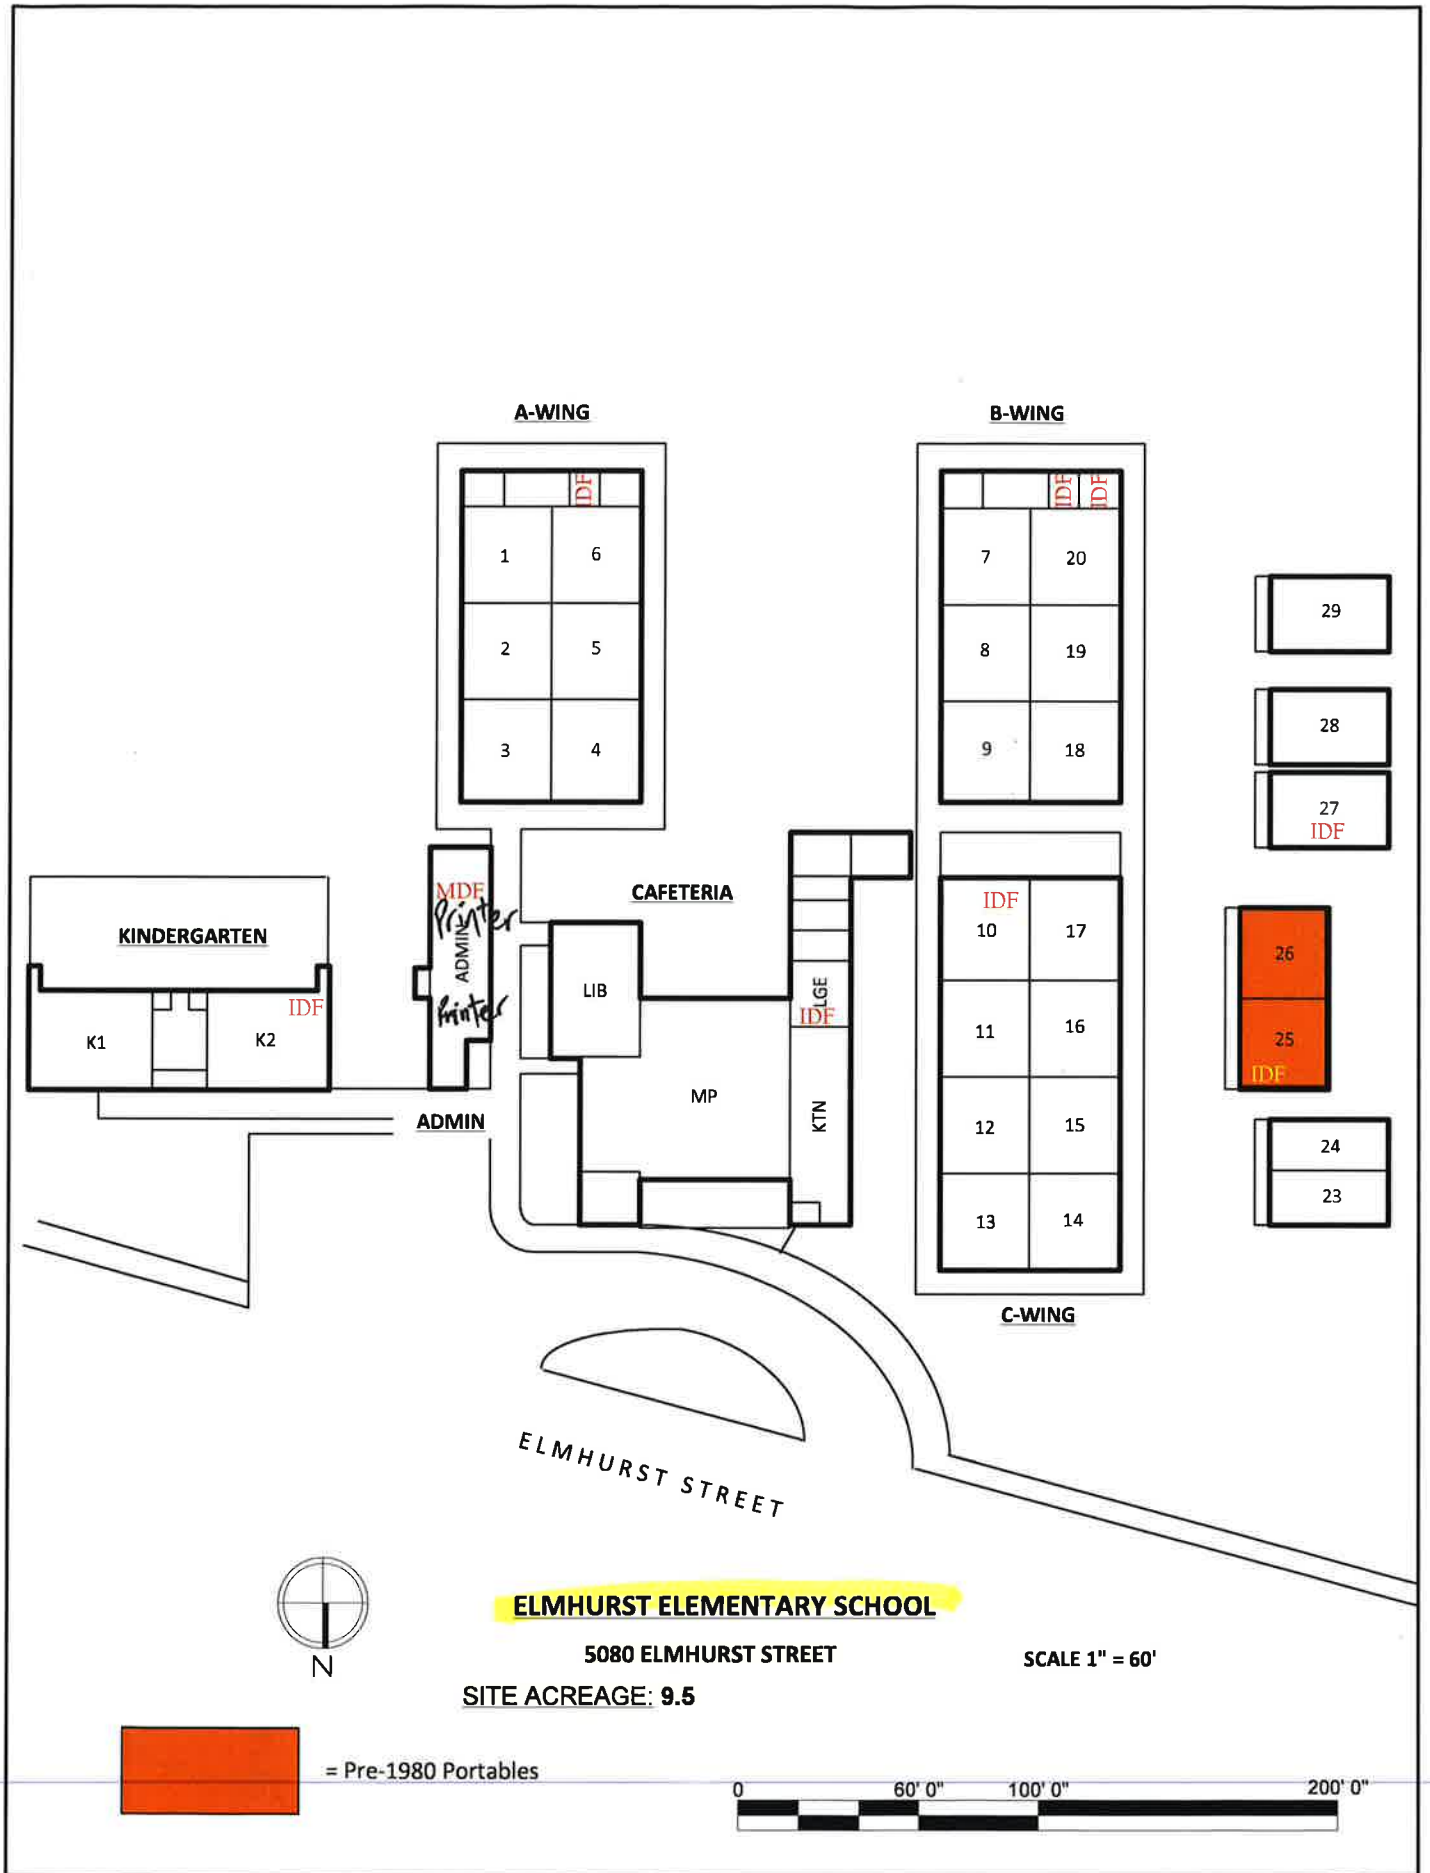 A-WING
B-WING
IDF
IDF
IDF
1
6
7
20
29
2
5
8
19
28
3
4
9
18
27
IDF
MDF
Printer
ADMIN
Printer
CAFETERIA
KINDERGARTEN
IDF
K1
K2
LIB
LGE
IDF
MP
KTN
IDF
10
17
11
16
12
15
13
14
26
25
IDF
24
23
ADMIN
C-WING
ELMHURST STREET
N
ELMHURST ELEMENTARY SCHOOL
5080 ELMHURST STREET
SCALE 1" = 60'
SITE ACREAGE: 9.5
= Pre-1980 Portables
0
60' 0"
100' 0"
200' 0"